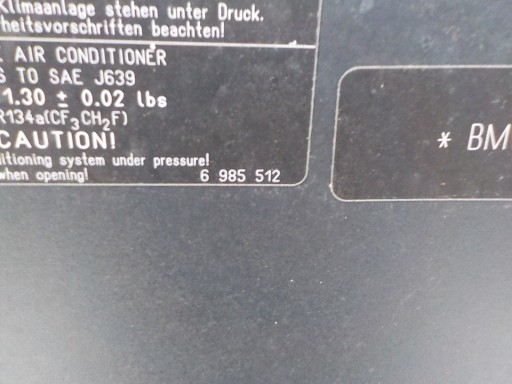 Klimaanlage stehen unter Druck.
heitsvorschriften beachten!
AIR CONDITIONER
S TO SAE J639
1.30 ± 0.02 lbs
R134a(CF3CH2F)
CAUTION!
ditioning system under pressure!
when opening!
6 985 512
* BM